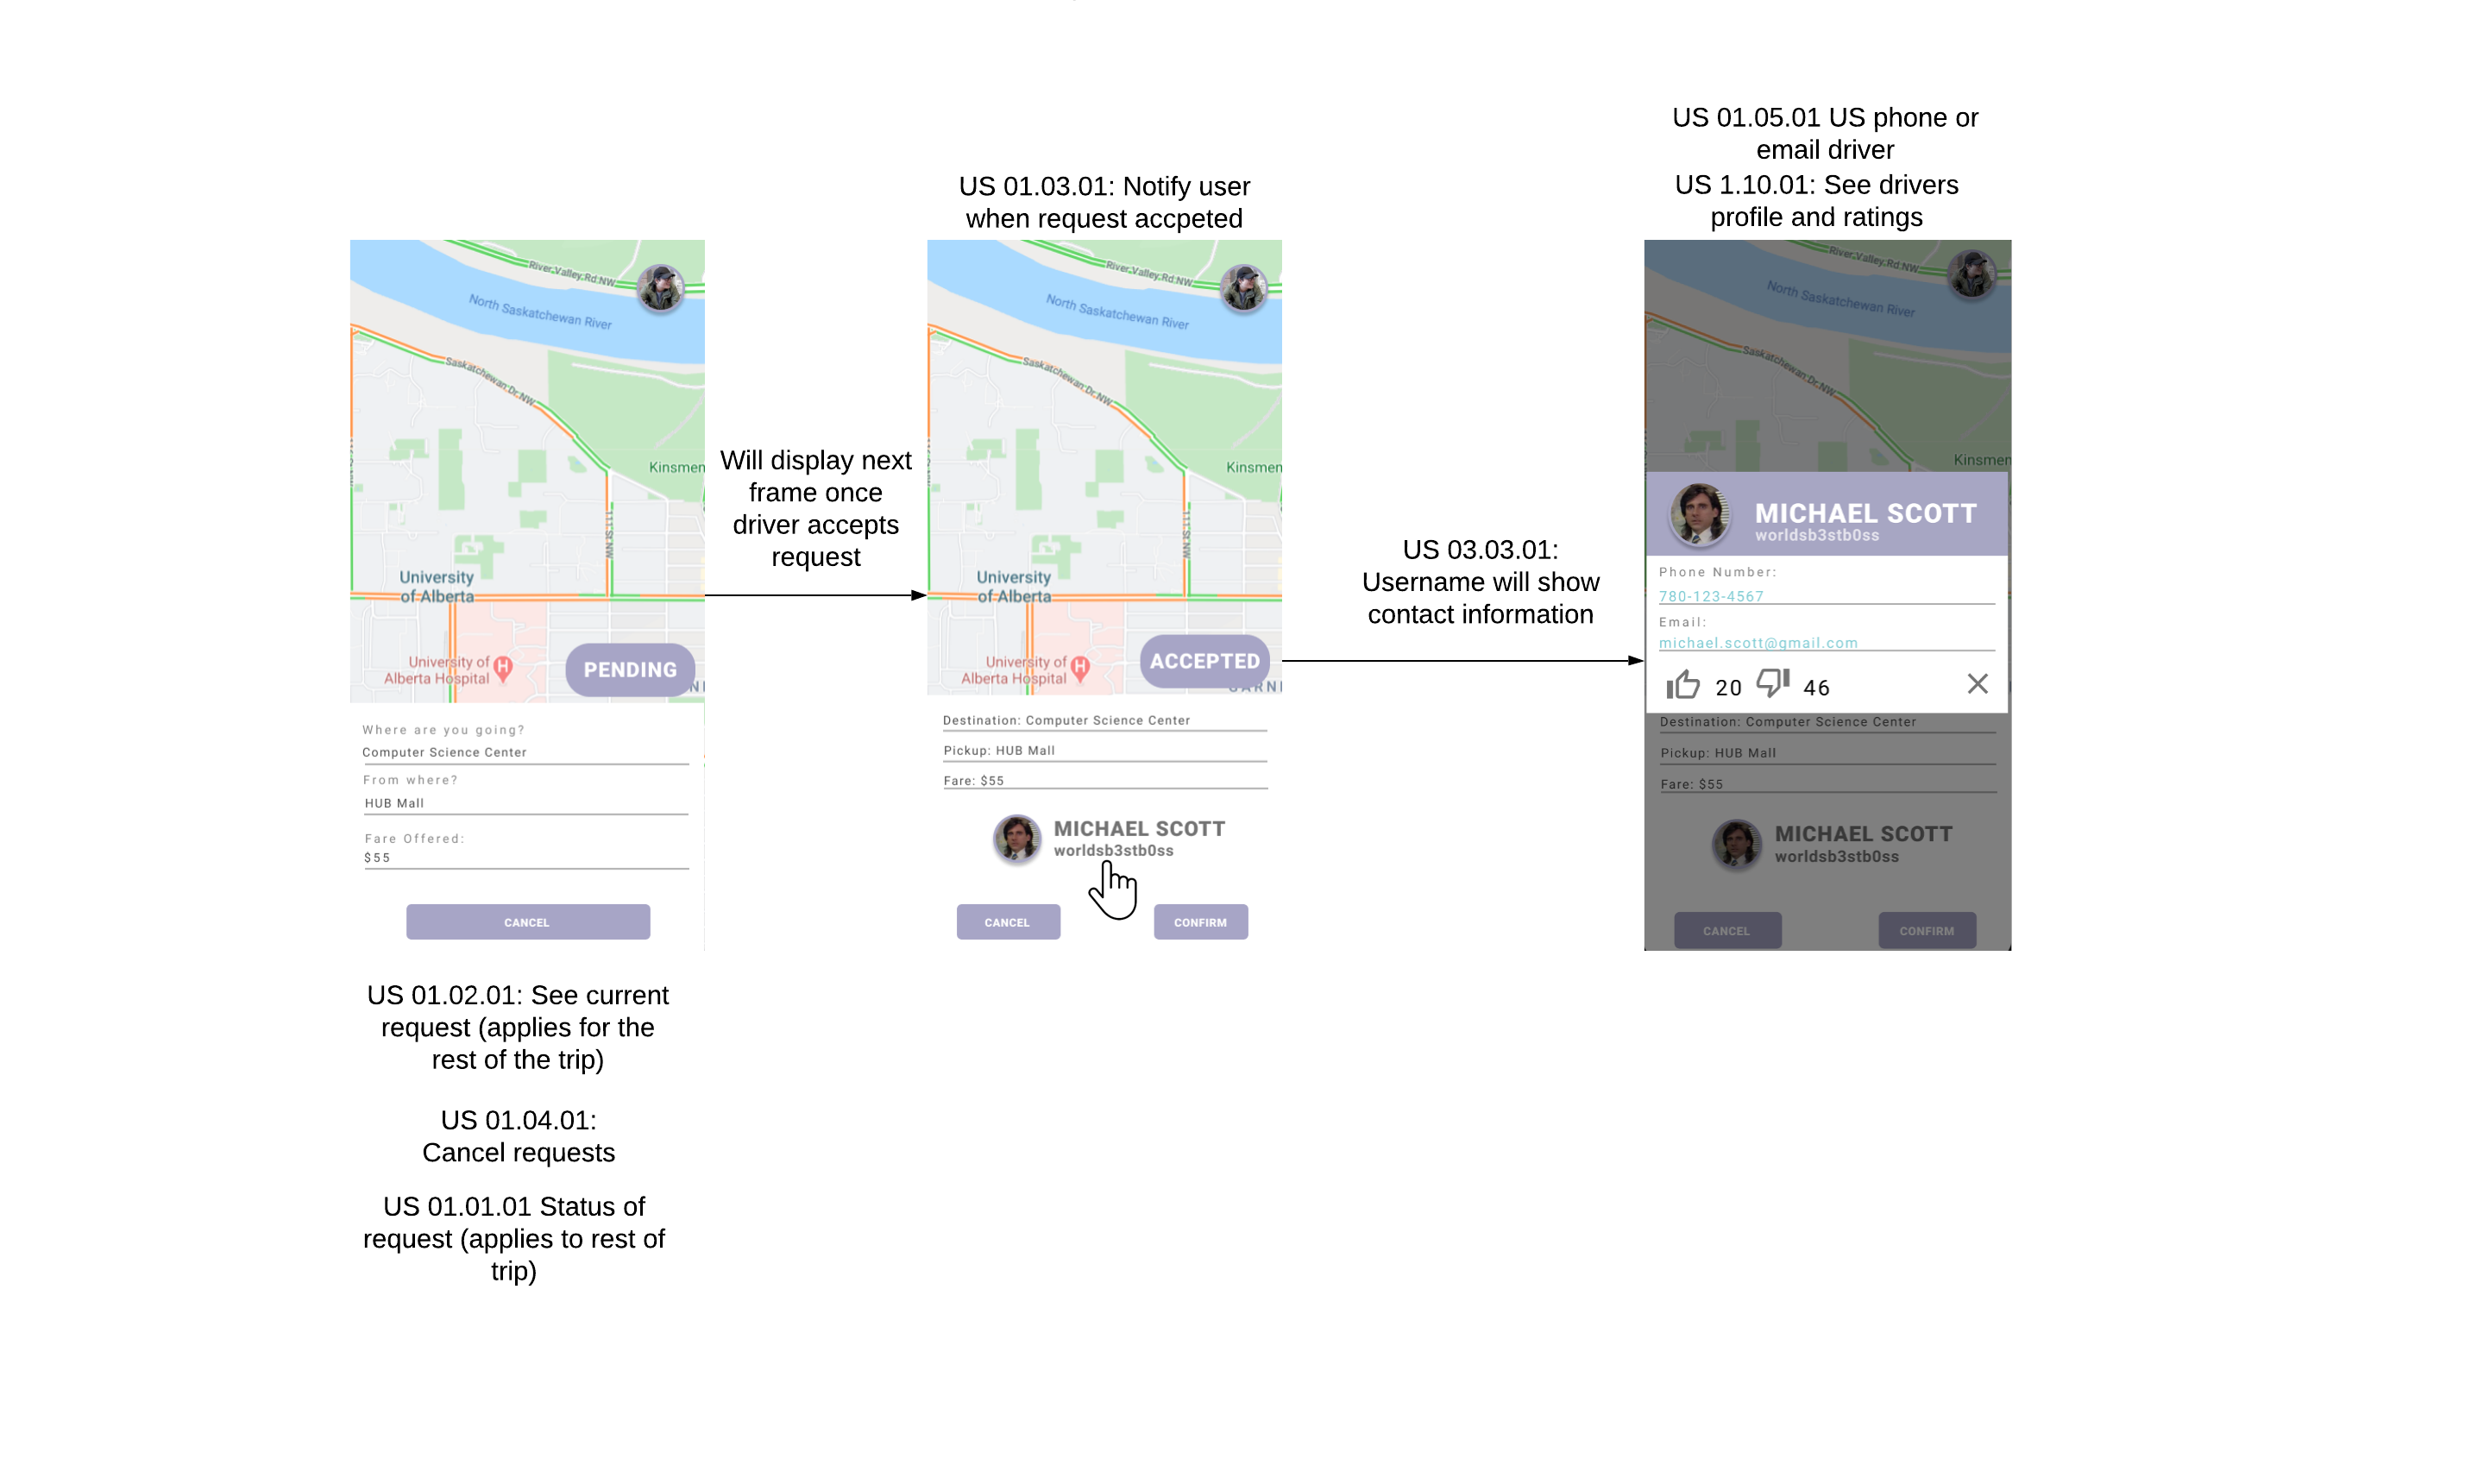 US 01.05.01 US phone or
email driver
US 1.10.01: See drivers
profile and ratings
US 01.03.01: Notify user
when request accpeted
River Valley Rd NW
North Saskatchewan River
Saskatchewan Dr NW
Kinsmen
111 St NW
University
of Alberta
University of
Alberta Hospital
H
PENDING
Where are you going?
Computer Science Center
From where?
HUB Mall
Fare Offered:
$55
CANCEL
US 01.02.01: See current
request (applies for the
rest of the trip)
US 01.04.01:
Cancel requests
US 01.01.01 Status of
request (applies to rest of
trip)
Will display next
frame once
driver accepts
request
River Valley Rd NW
North Saskatchewan River
Saskatchewan Dr NW
Kinsmen
111 St NW
University
of Alberta
University of
Alberta Hospital
H
ACCEPTED
Destination: Computer Science Center
Pickup: HUB Mall
Fare: $55
MICHAEL SCOTT
worldsb3stb0ss
CANCEL
CONFIRM
US 03.03.01:
Username will show
contact information
River Valley Rd NW
North Saskatchewan River
Saskatchewan Dr NW
Kinsmen
MICHAEL SCOTT
worldsb3stb0ss
Phone Number:
780-123-4567
Email:
michael.scott@gmail.com
20 46
Destination: Computer Science Center
Pickup: HUB Mall
Fare: $55
MICHAEL SCOTT
worldsb3stb0ss
CANCEL
CONFIRM